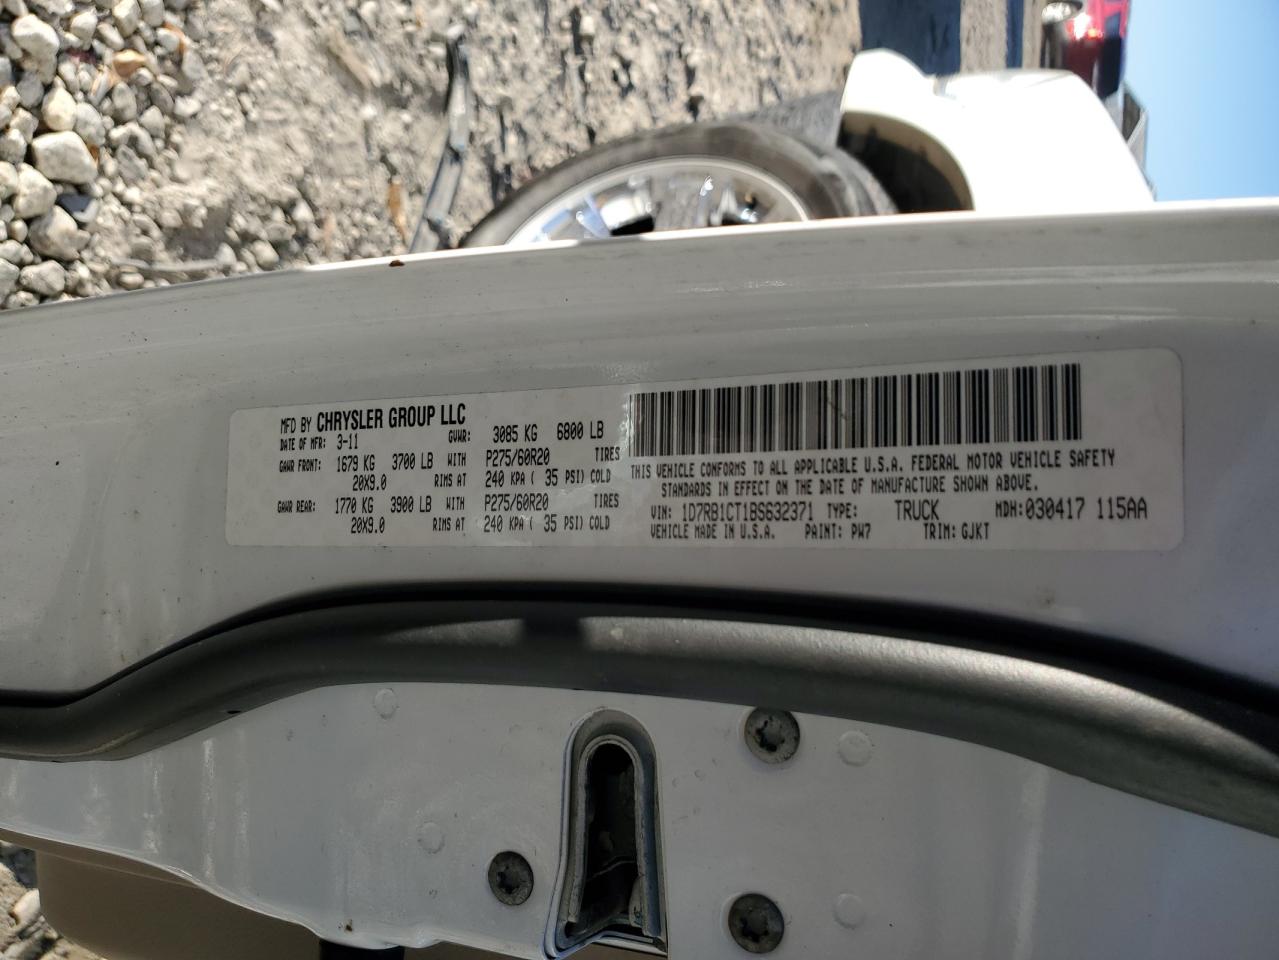 MFD BY CHRYSLER GROUP LLC
DATE OF MFR: 3-11 GVWR: 3085 KG 6800 LB
GAWR FRONT: 1679 KG 3700 LB WITH P275/60R20 TIRES
20X9.0 RIMS AT 240 KPA ( 35 PSI) COLD
GAWR REAR: 1770 KG 3900 LB WITH P275/60R20 TIRES
20X9.0 RIMS AT 240 KPA ( 35 PSI) COLD
THIS VEHICLE CONFORMS TO ALL APPLICABLE U.S.A. FEDERAL MOTOR VEHICLE SAFETY
STANDARDS IN EFFECT ON THE DATE OF MANUFACTURE SHOWN ABOVE.
VIN: 1D7RB1CT1BS632371 TYPE: TRUCK MDH: 030417 115AA
VEHICLE MADE IN U.S.A. PAINT: PW7 TRIM: GJKT